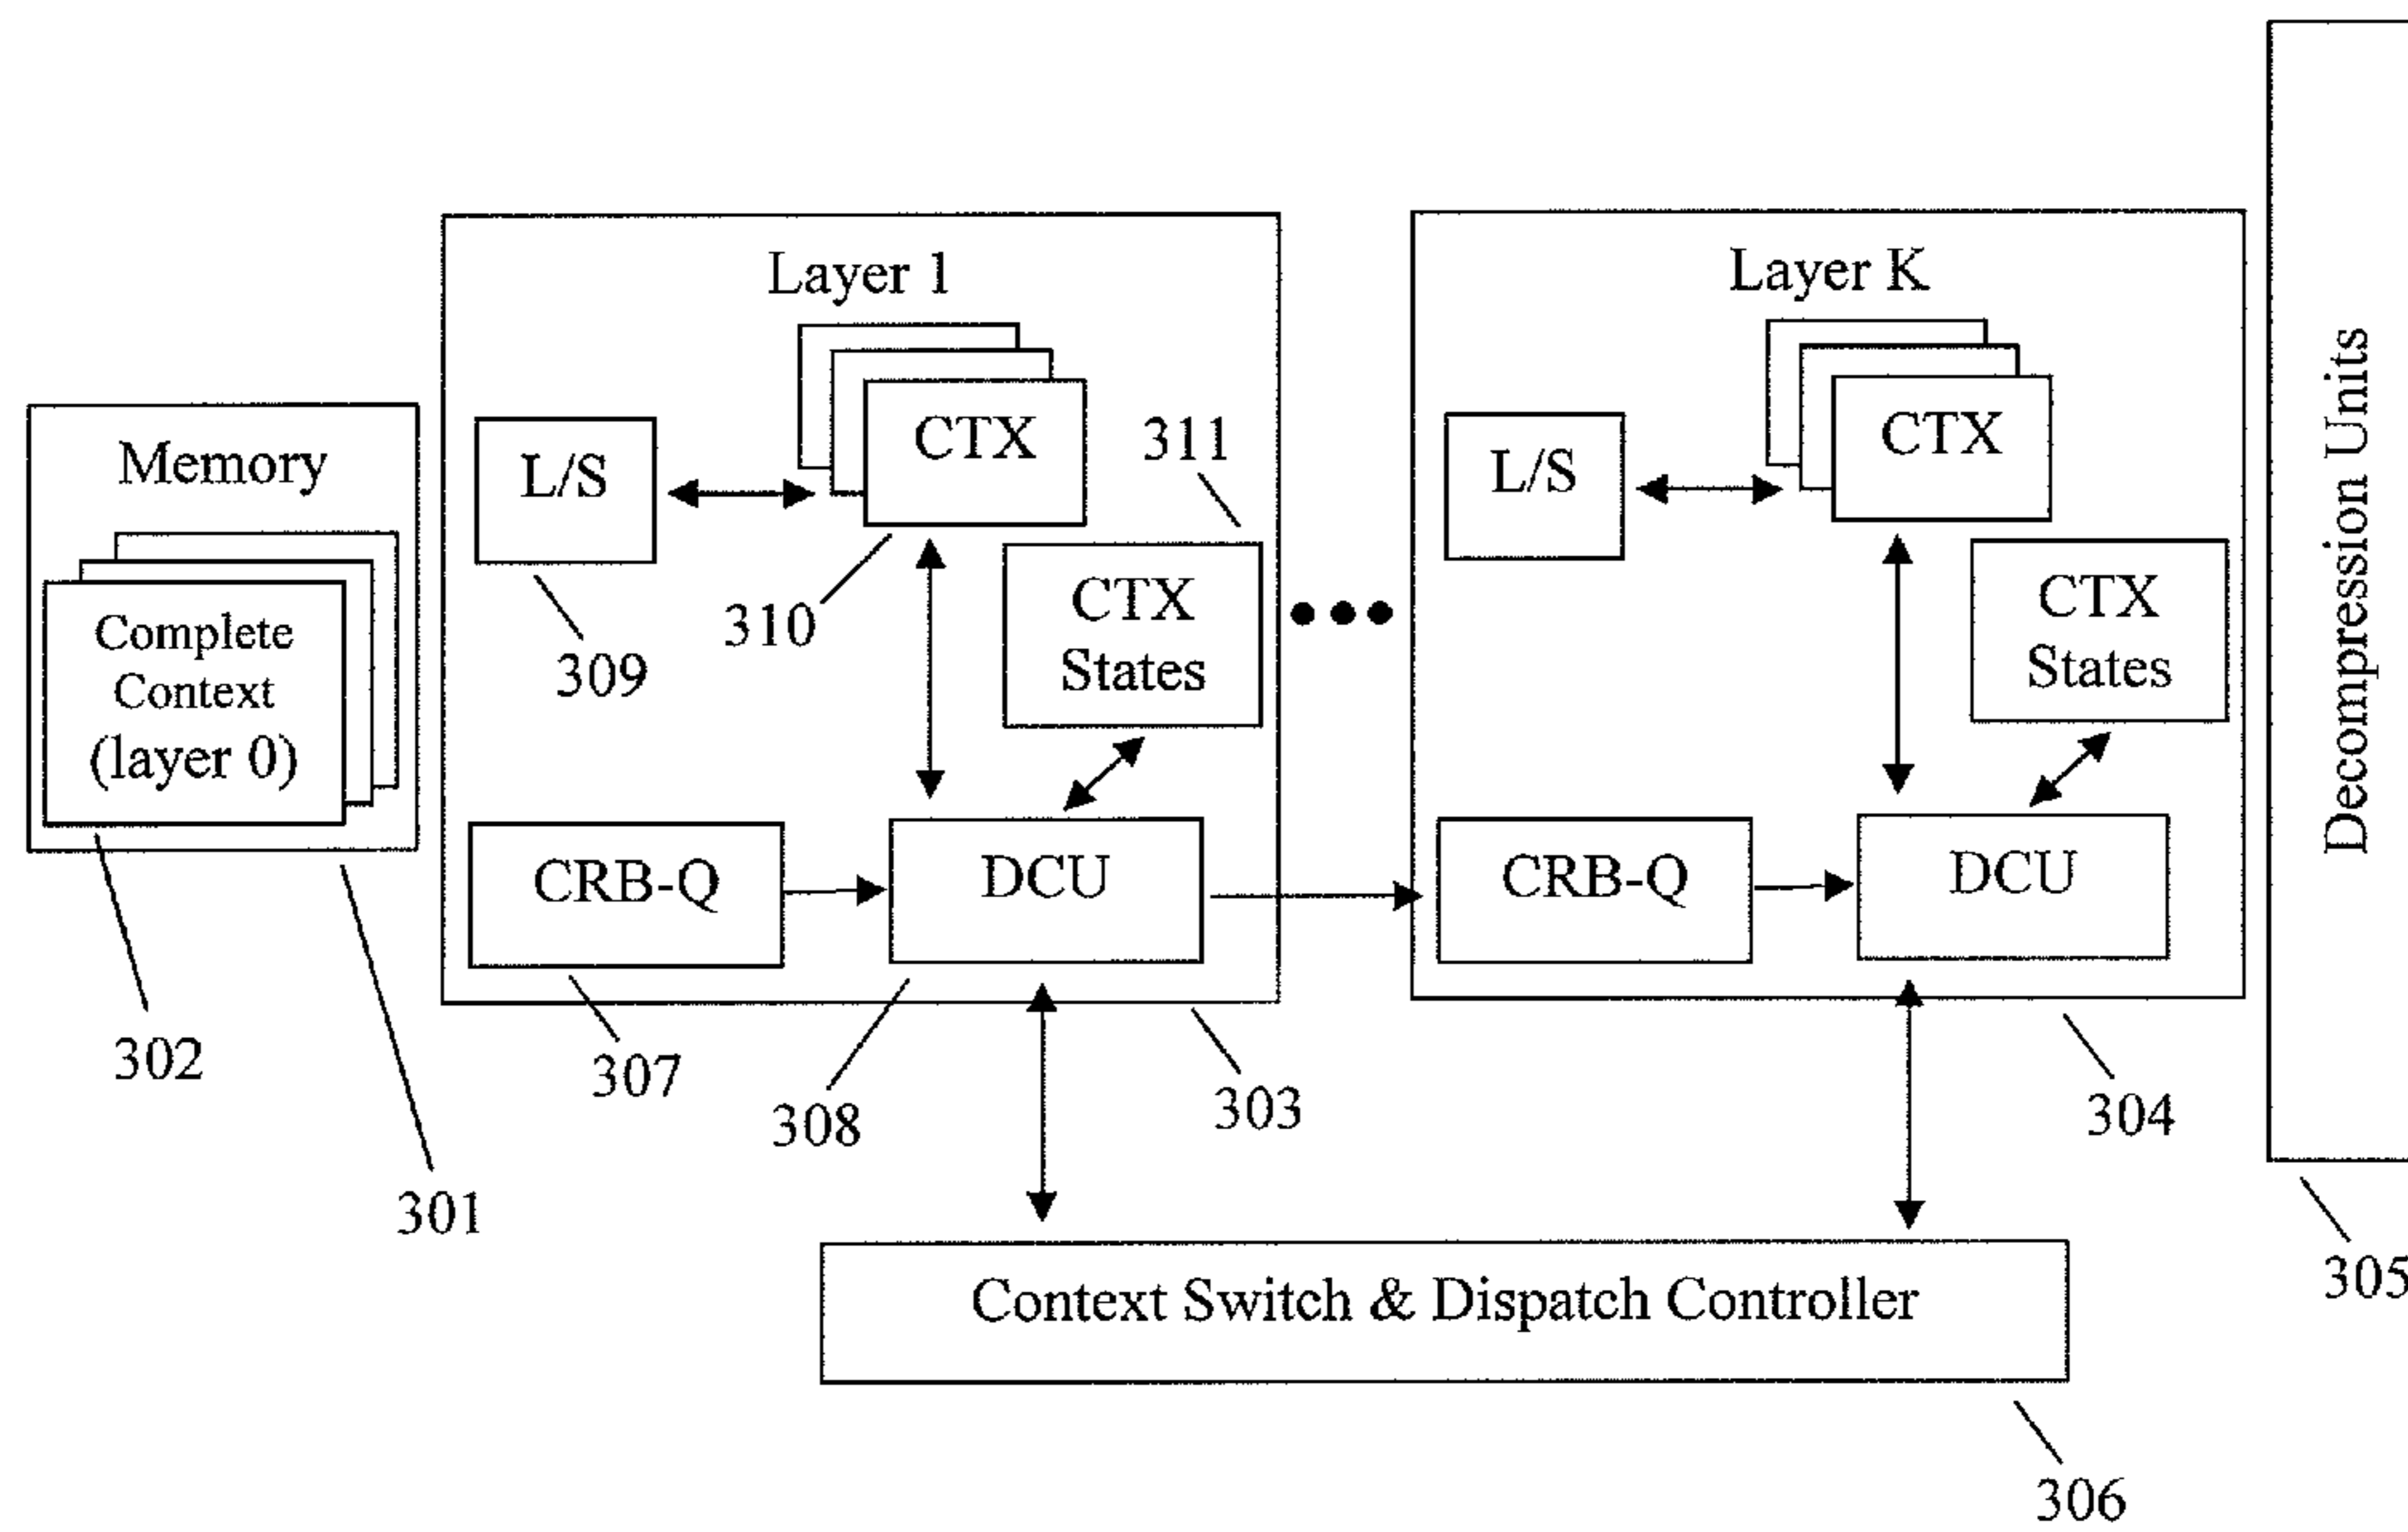 Memory
Complete
Context
(layer 0)
302
301
Layer 1
L/S
309
CTX
310
311
CTX
States
CRB-Q
307
DCU
308
303
Layer K
L/S
CTX
CTX
States
CRB-Q
DCU
304
Decompression Units
305
Context Switch & Dispatch Controller
306